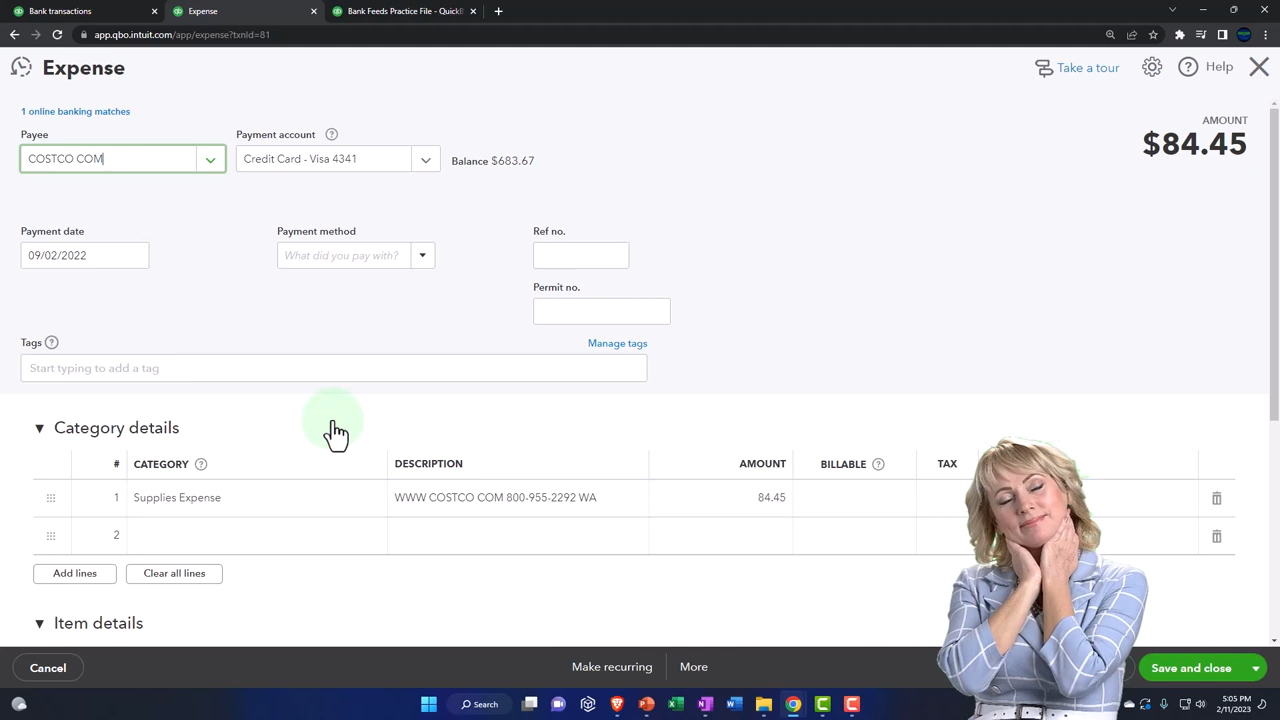 Bank transactions × Expense × Bank Feeds Practice File - QuickB × +
app.qbo.intuit.com/app/expense?txnId=81
Expense
Take a tour
Help
1 online banking matches
AMOUNT
$84.45
Payee
Payment account
COSTCO COM
Credit Card - Visa 4341
Balance $683.67
Payment date
Payment method
Ref no.
09/02/2022
What did you pay with?
Permit no.
Tags
Manage tags
Start typing to add a tag
Category details
# CATEGORY DESCRIPTION AMOUNT BILLABLE TAX
1 Supplies Expense WWW COSTCO COM 800-955-2292 WA 84.45
2
Add lines
Clear all lines
Item details
Cancel
Make recurring
More
Save and close
Search
5:05 PM
2/11/2023